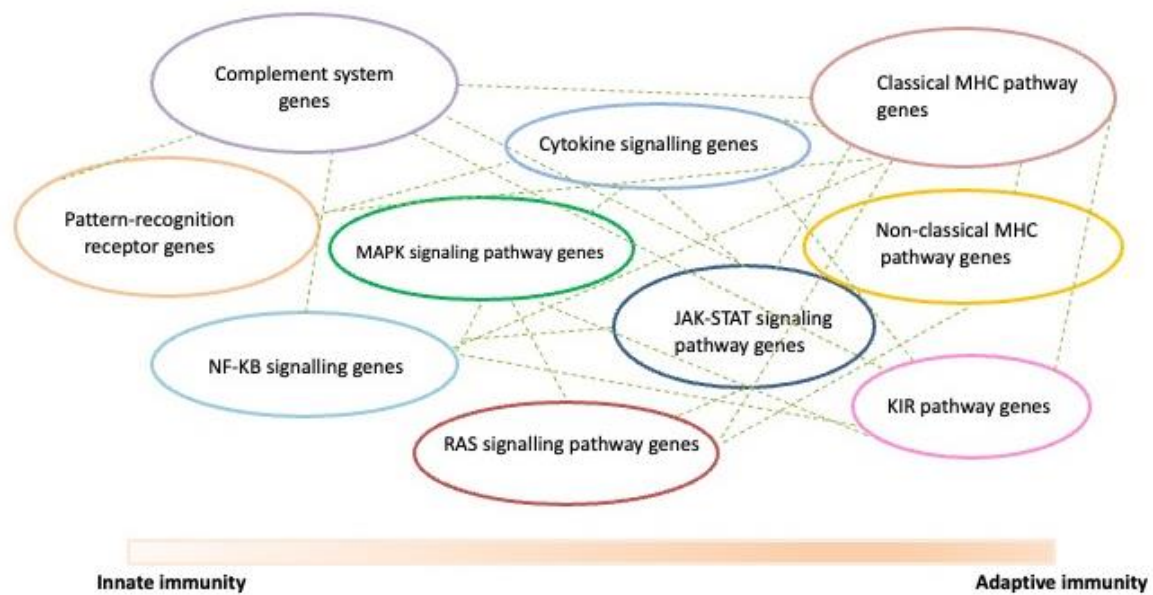 Complement system
genes
Classical MHC pathway
genes
Cytokine signalling genes
Pattern-recognition
receptor genes
MAPK signaling pathway genes
Non-classical MHC
pathway genes
JAK-STAT signaling
pathway genes
NF-KB signalling genes
KIR pathway genes
RAS signalling pathway genes
Innate immunity
Adaptive immunity